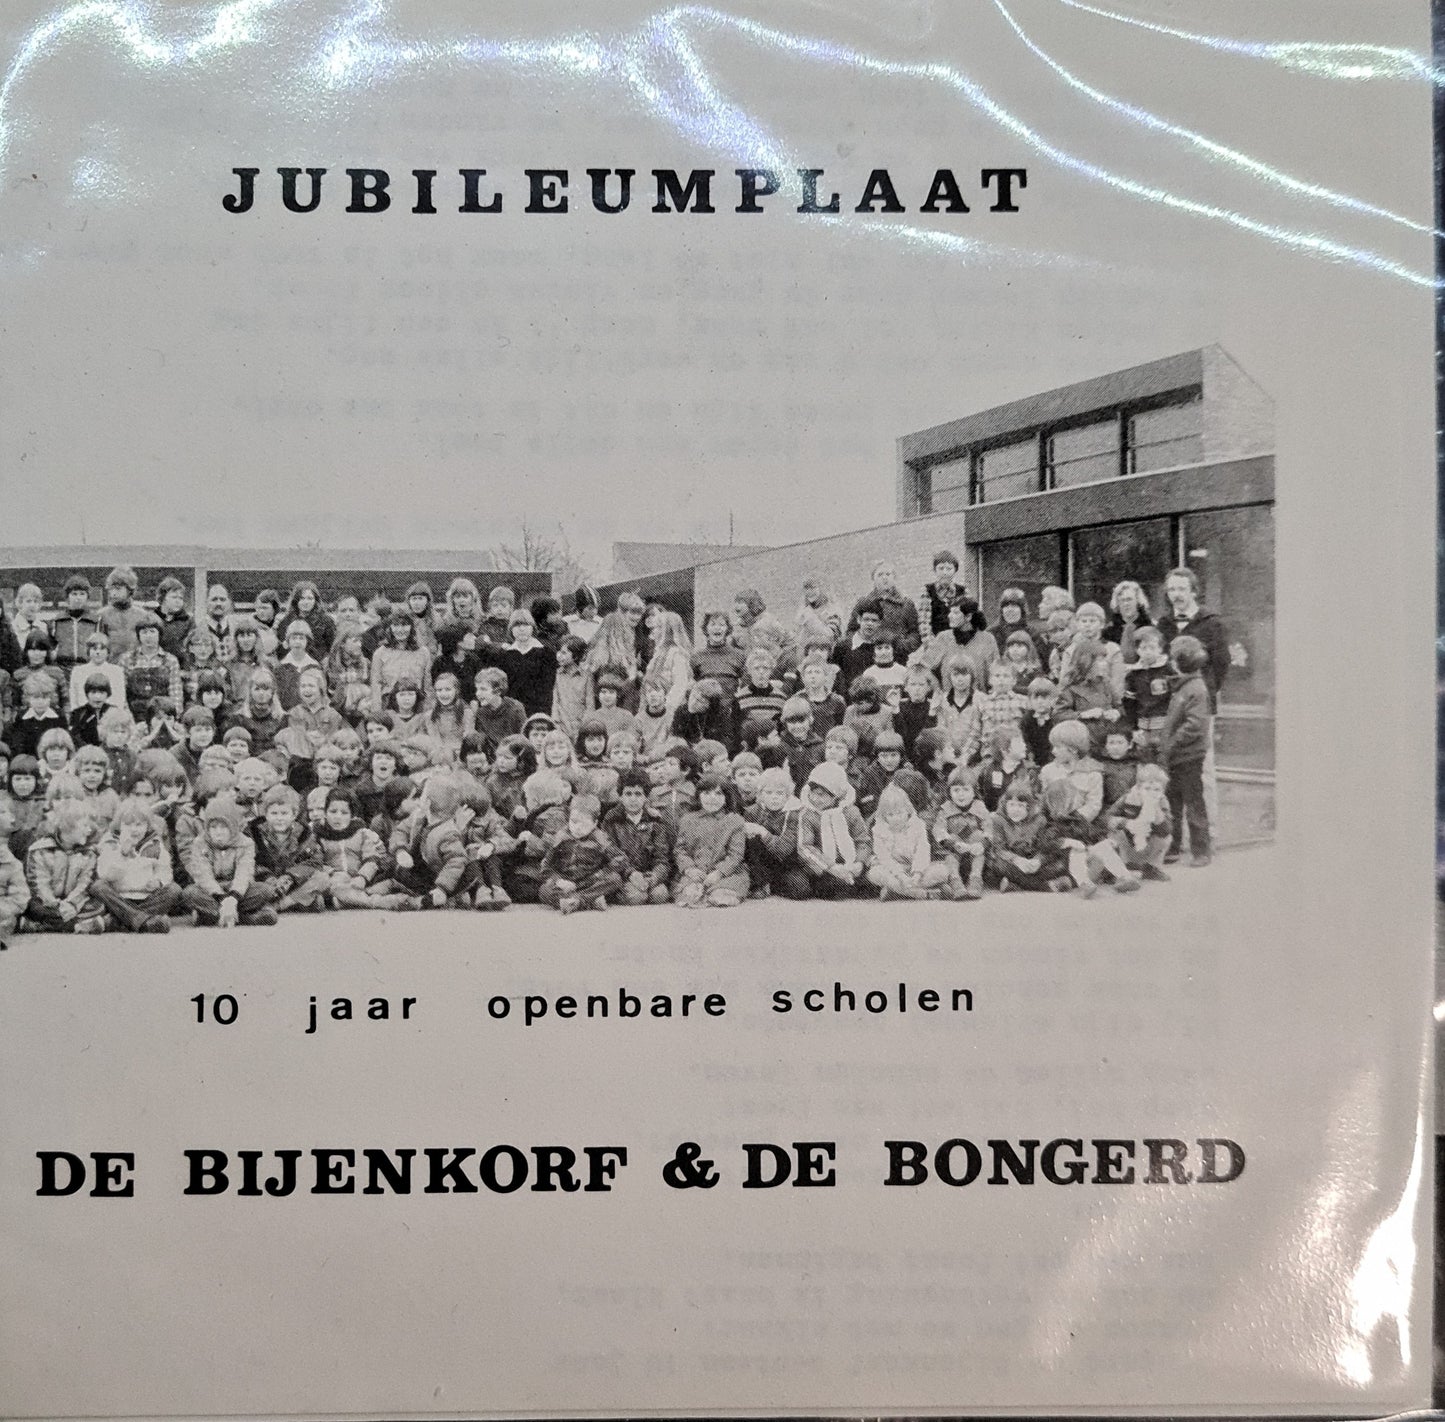 JUBILEUMPLAAT
10 jaar openbare scholen
DE BIJENKORF & DE BONGERD